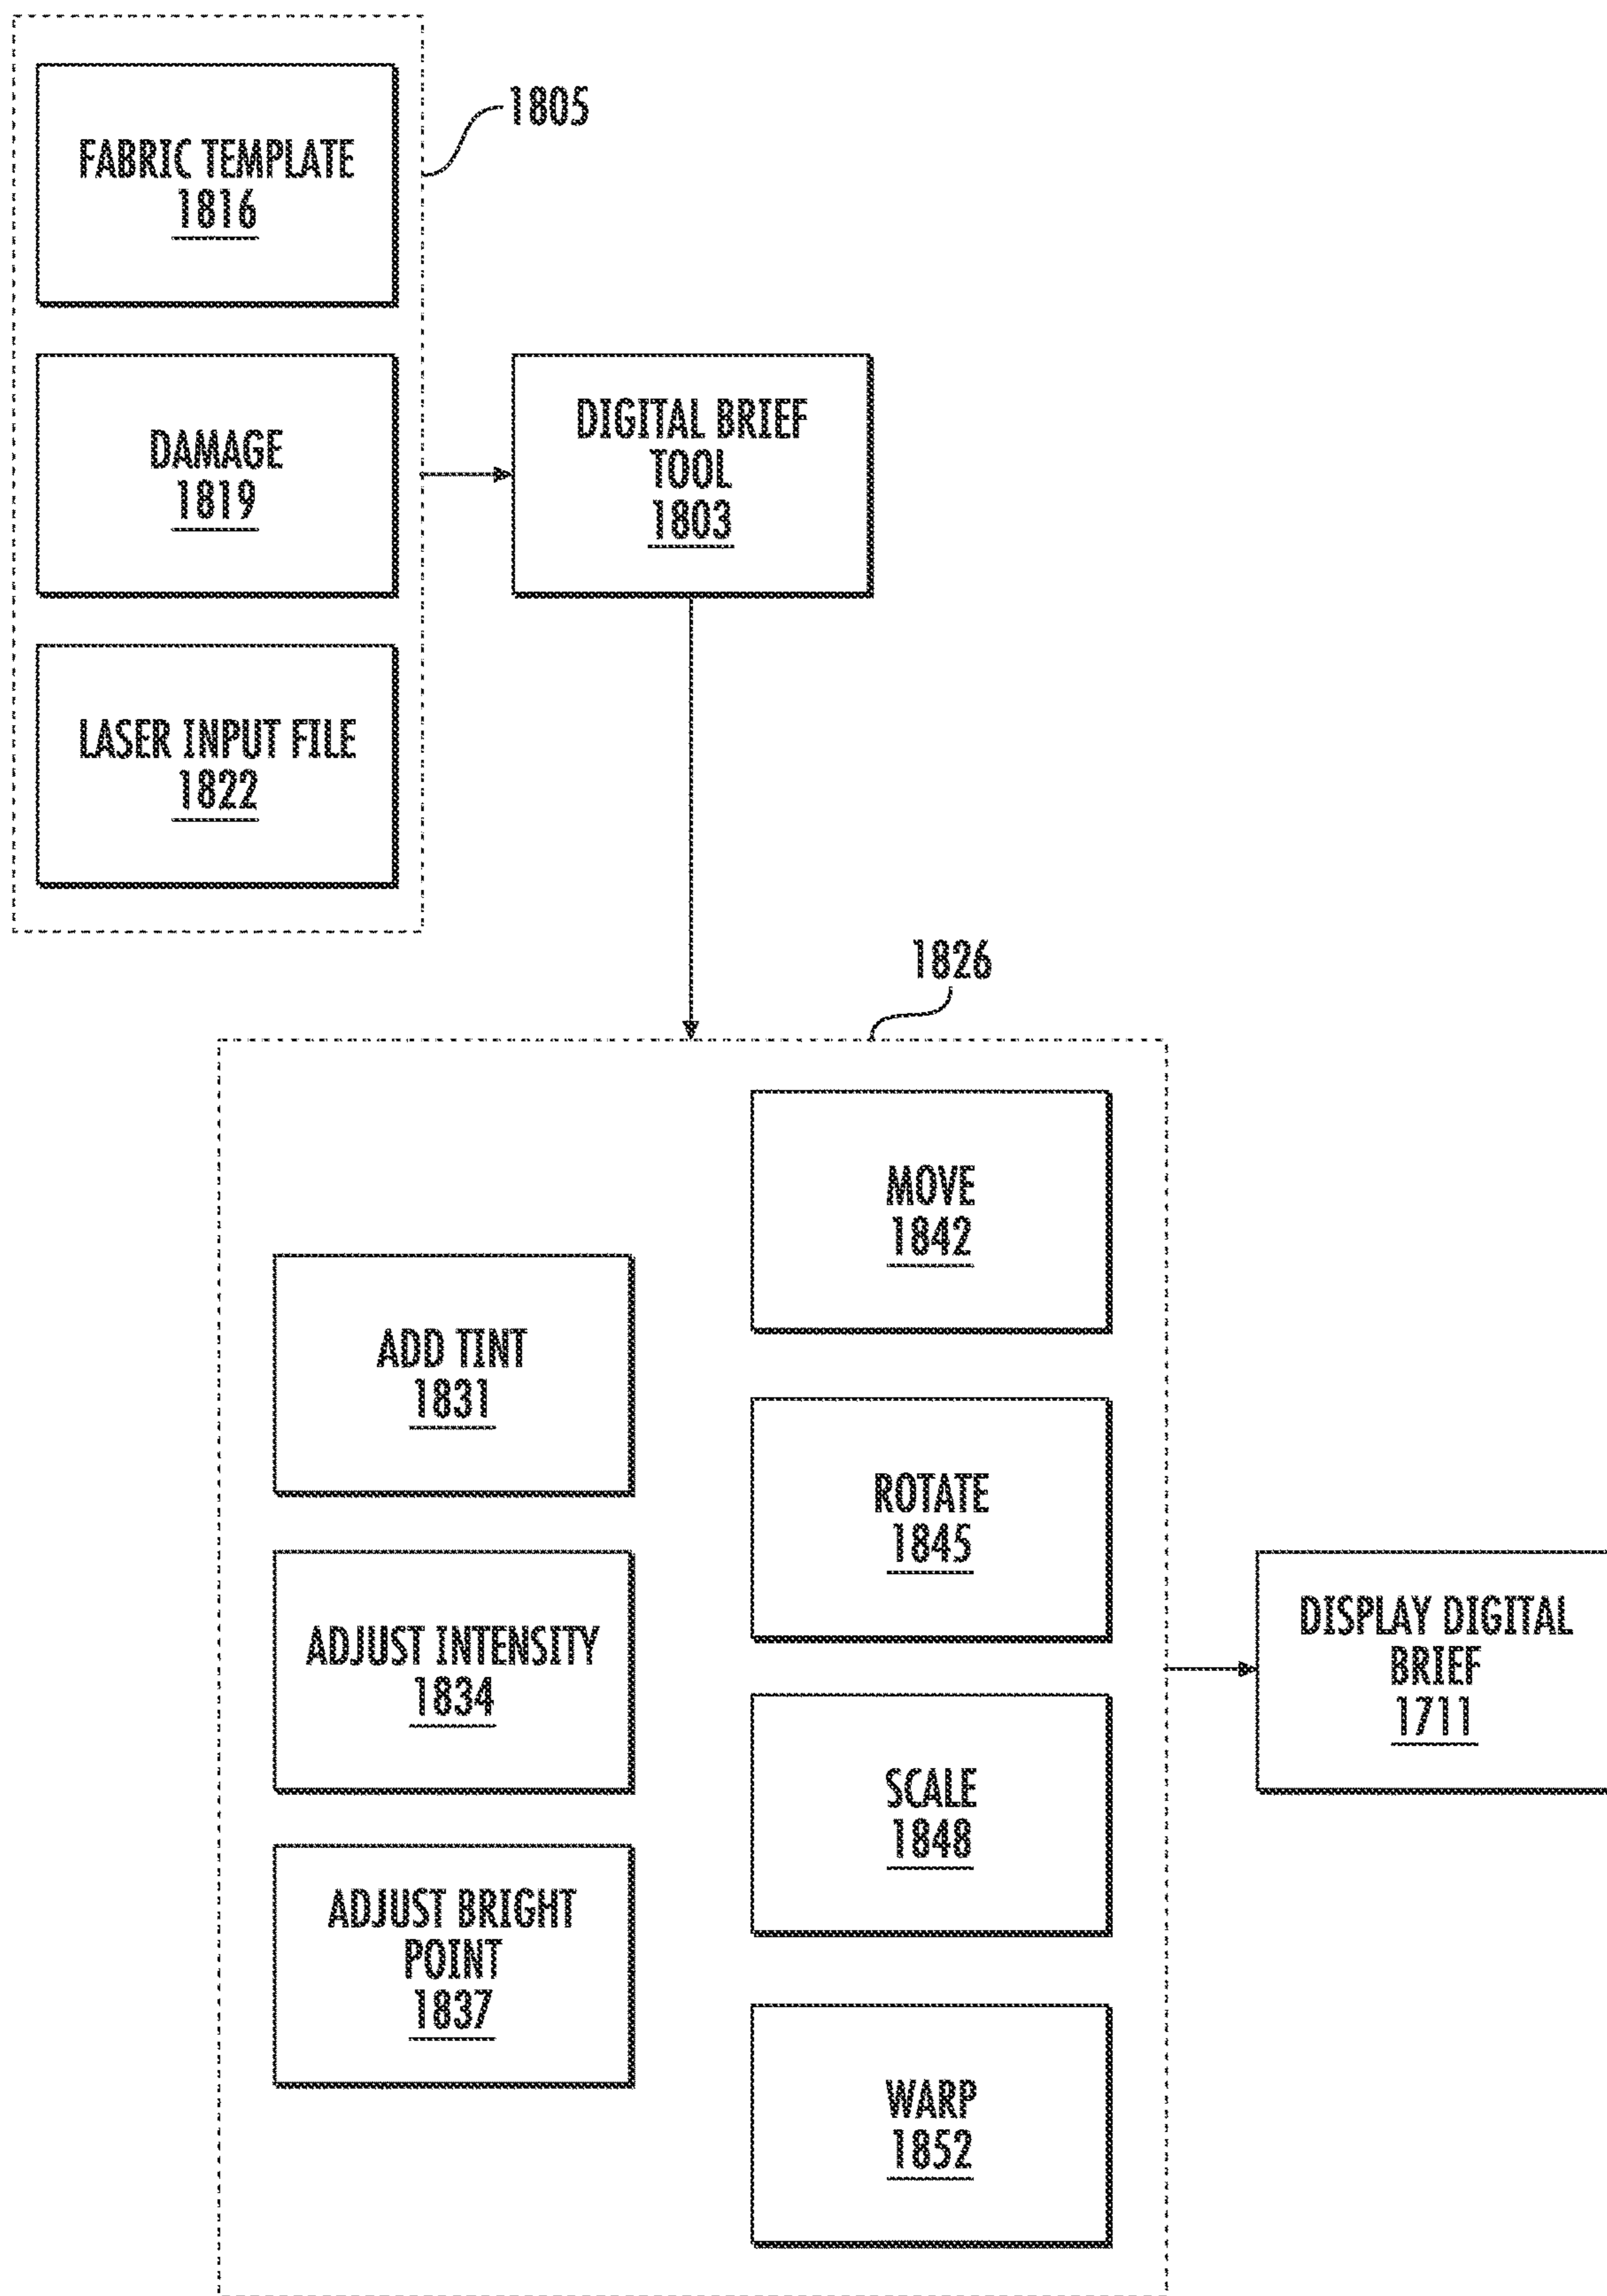 1805
FABRIC TEMPLATE
1816
DAMAGE
1819
LASER INPUT FILE
1822
DIGITAL BRIEF
TOOL
1803
1826
ADD TINT
1831
ADJUST INTENSITY
1834
ADJUST BRIGHT
POINT
1837
MOVE
1842
ROTATE
1845
SCALE
1848
WARP
1852
DISPLAY DIGITAL
BRIEF
1711